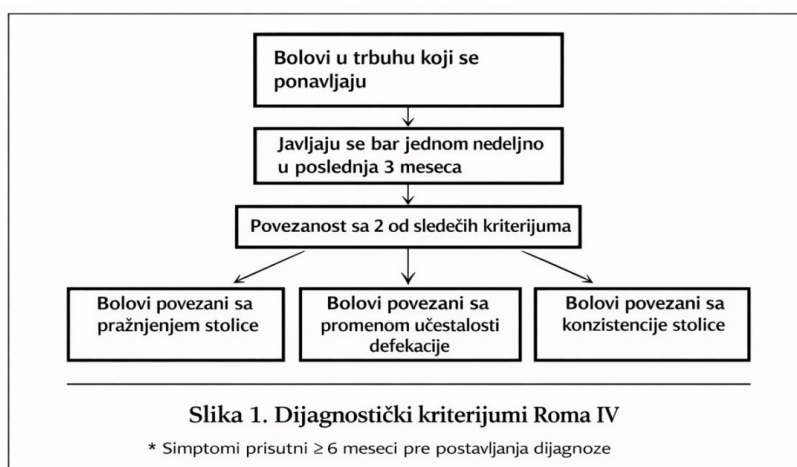 Bolovi u trbuhu koji se
ponavljaju
Javljaju se bar jednom nedeljno
u poslednja 3 meseca
Povezanost sa 2 od sledečih kriterijuma
Bolovi povezani sa
pražnjenjem stolice
Bolovi povezani sa
promenom učestalosti
defekacije
Bolovi povezani sa
konzistencije stolice
Slika 1. Dijagnostički kriterijumi Roma IV
* Simptomi prisutni ≥ 6 meseci pre postavljanja dijagnoze